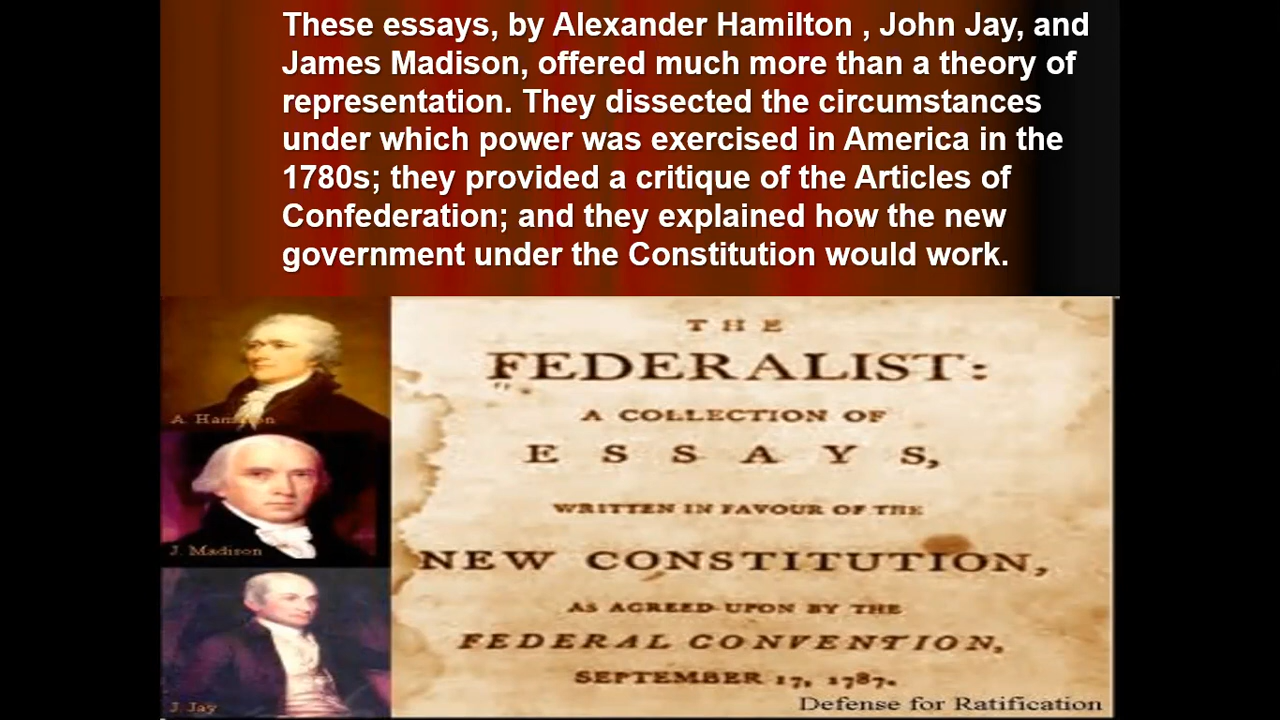 These essays, by Alexander Hamilton , John Jay, and
James Madison, offered much more than a theory of
representation. They dissected the circumstances
under which power was exercised in America in the
1780s; they provided a critique of the Articles of
Confederation; and they explained how the new
government under the Constitution would work.
A. Hamilton
J. Madison
J. Jay
THE
FEDERALIST:
A COLLECTION OF
ESSAYS,
WRITTEN IN FAVOUR OF THE
NEW CONSTITUTION,
AS AGREED UPON BY THE
FEDERAL CONVENTION,
SEPTEMBER 17, 1787.
Defense for Ratification